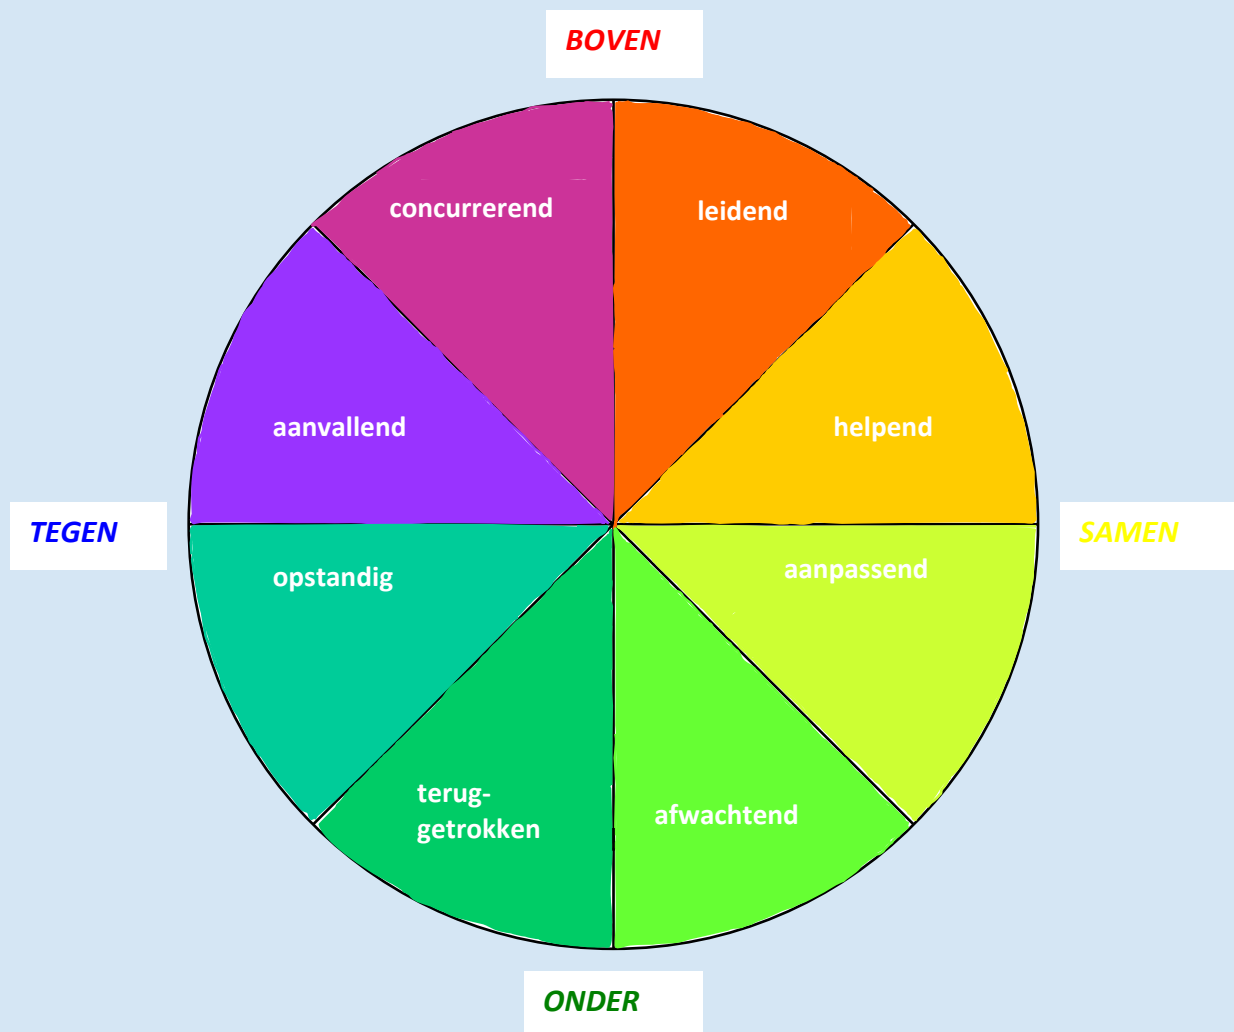 BOVEN
concurrerend
leidend
aanvallend
helpend
TEGEN
SAMEN
opstandig
aanpassend
terug-
getrokken
afwachtend
ONDER